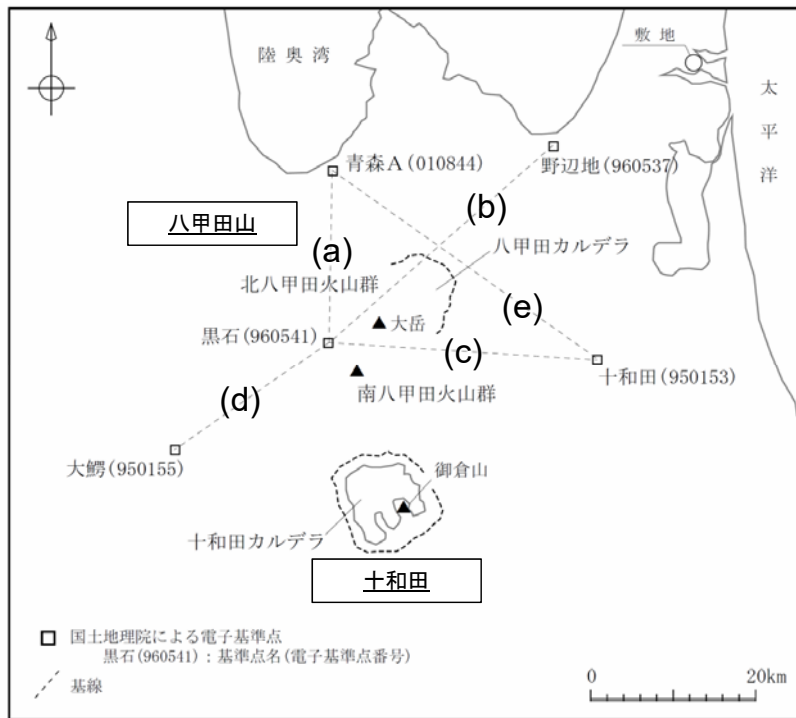 敷地
陸奥湾
太平洋
青森A(010844)
野辺地(960537)
八甲田山
(b)
(a)
八甲田カルデラ
北八甲田火山群
(e)
大岳
黒石(960541)
(c)
十和田(950153)
南八甲田火山群
(d)
大鰐(950155)
御倉山
十和田カルデラ
十和田
国土地理院による電子基準点
黒石(960541):基準点名(電子基準点番号)
基線
0 20km